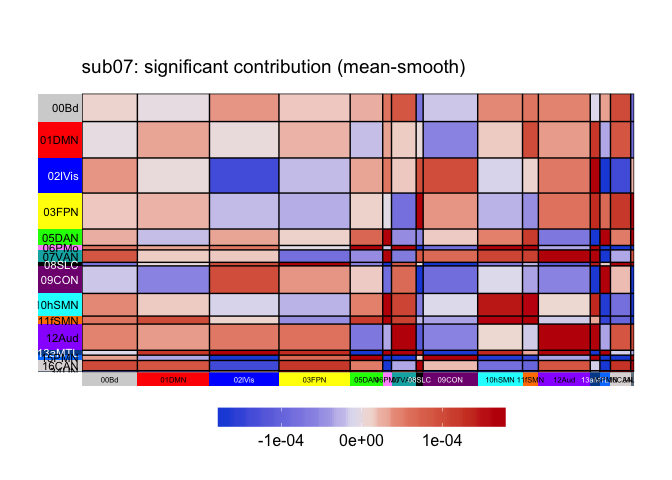 sub07: significant contribution (mean-smooth)
00Bd
01DMN
02lVis
03FPN
05DAN
06PMo
07VAN
08SLC
09CON
10hSMN
11fSMN
12Aud
13aMTL
16CAN
00Bd 01DMN 02lVis 03FPN 05DAN 09CON 10hSMN 11fSMN 12Aud
-1e-04 0e+00 1e-04